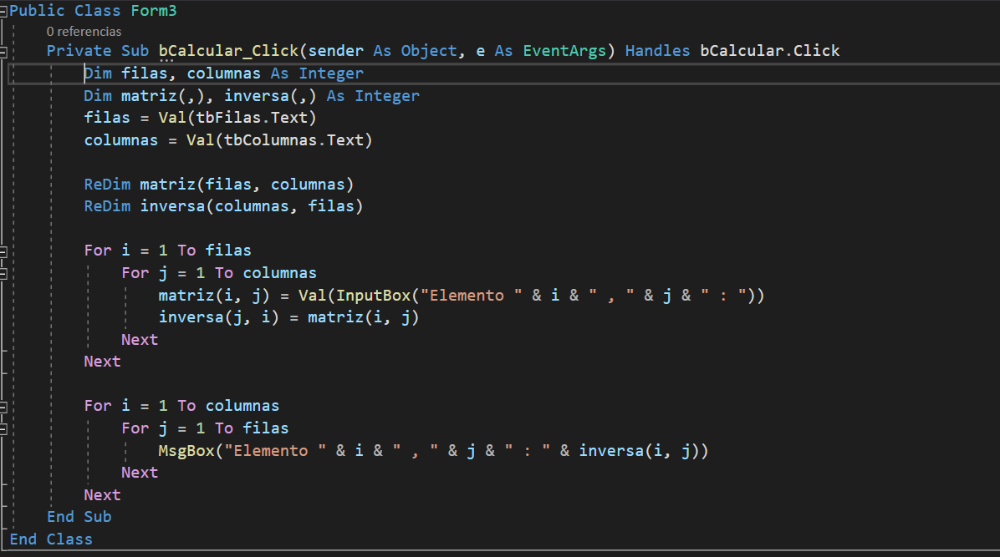 Public Class Form3
0 referencias
Private Sub bCalcular_Click(sender As Object, e As EventArgs) Handles bCalcular.Click
Dim filas, columnas As Integer
Dim matriz(,), inversa(,) As Integer
filas = Val(tbFilas.Text)
columnas = Val(tbColumnas.Text)
ReDim matriz(filas, columnas)
ReDim inversa(columnas, filas)
For i = 1 To filas
For j = 1 To columnas
matriz(i, j) = Val(InputBox("Elemento " & i & " , " & j & " : "))
inversa(j, i) = matriz(i, j)
Next
Next
For i = 1 To columnas
For j = 1 To filas
MsgBox("Elemento " & i & " , " & j & " : " & inversa(i, j))
Next
Next
End Sub
End Class